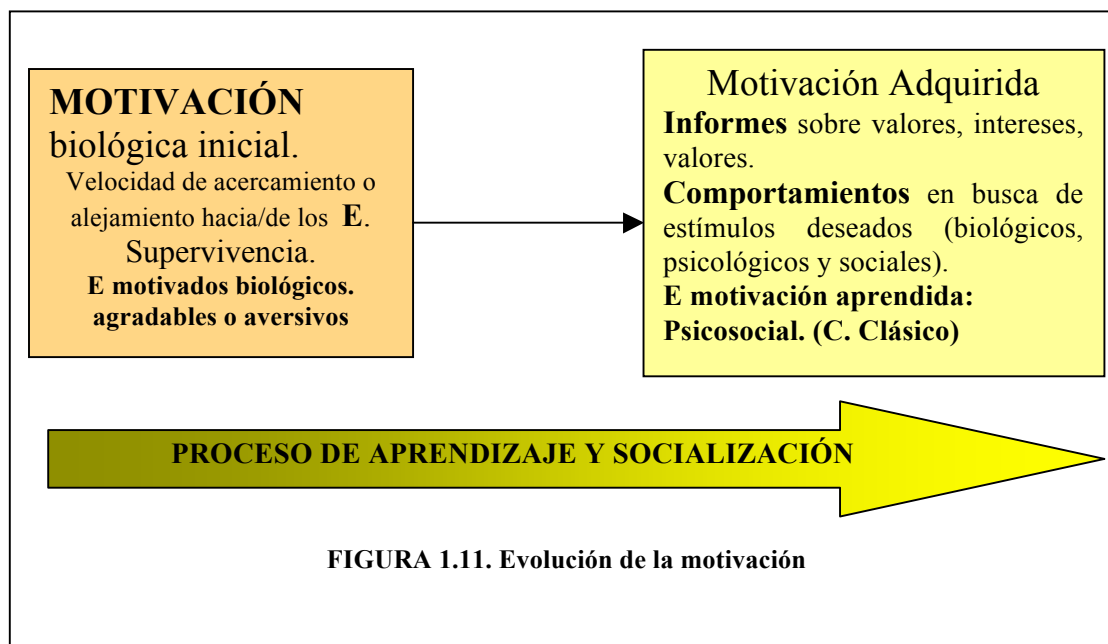 MOTIVACIÓN
biológica inicial.
Velocidad de acercamiento o
alejamiento hacia/de los E.
Supervivencia.
E motivados biológicos.
agradables o aversivos
Motivación Adquirida
Informes sobre valores, intereses,
valores.
Comportamientos en busca de
estímulos deseados (biológicos,
psicológicos y sociales).
E motivación aprendida:
Psicosocial. (C. Clásico)
PROCESO DE APRENDIZAJE Y SOCIALIZACIÓN
FIGURA 1.11. Evolución de la motivación